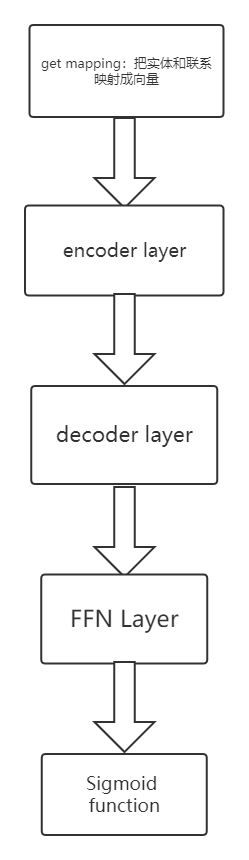 get mapping：把实体和联系
映射成向量
encoder layer
decoder layer
FFN Layer
Sigmoid
function